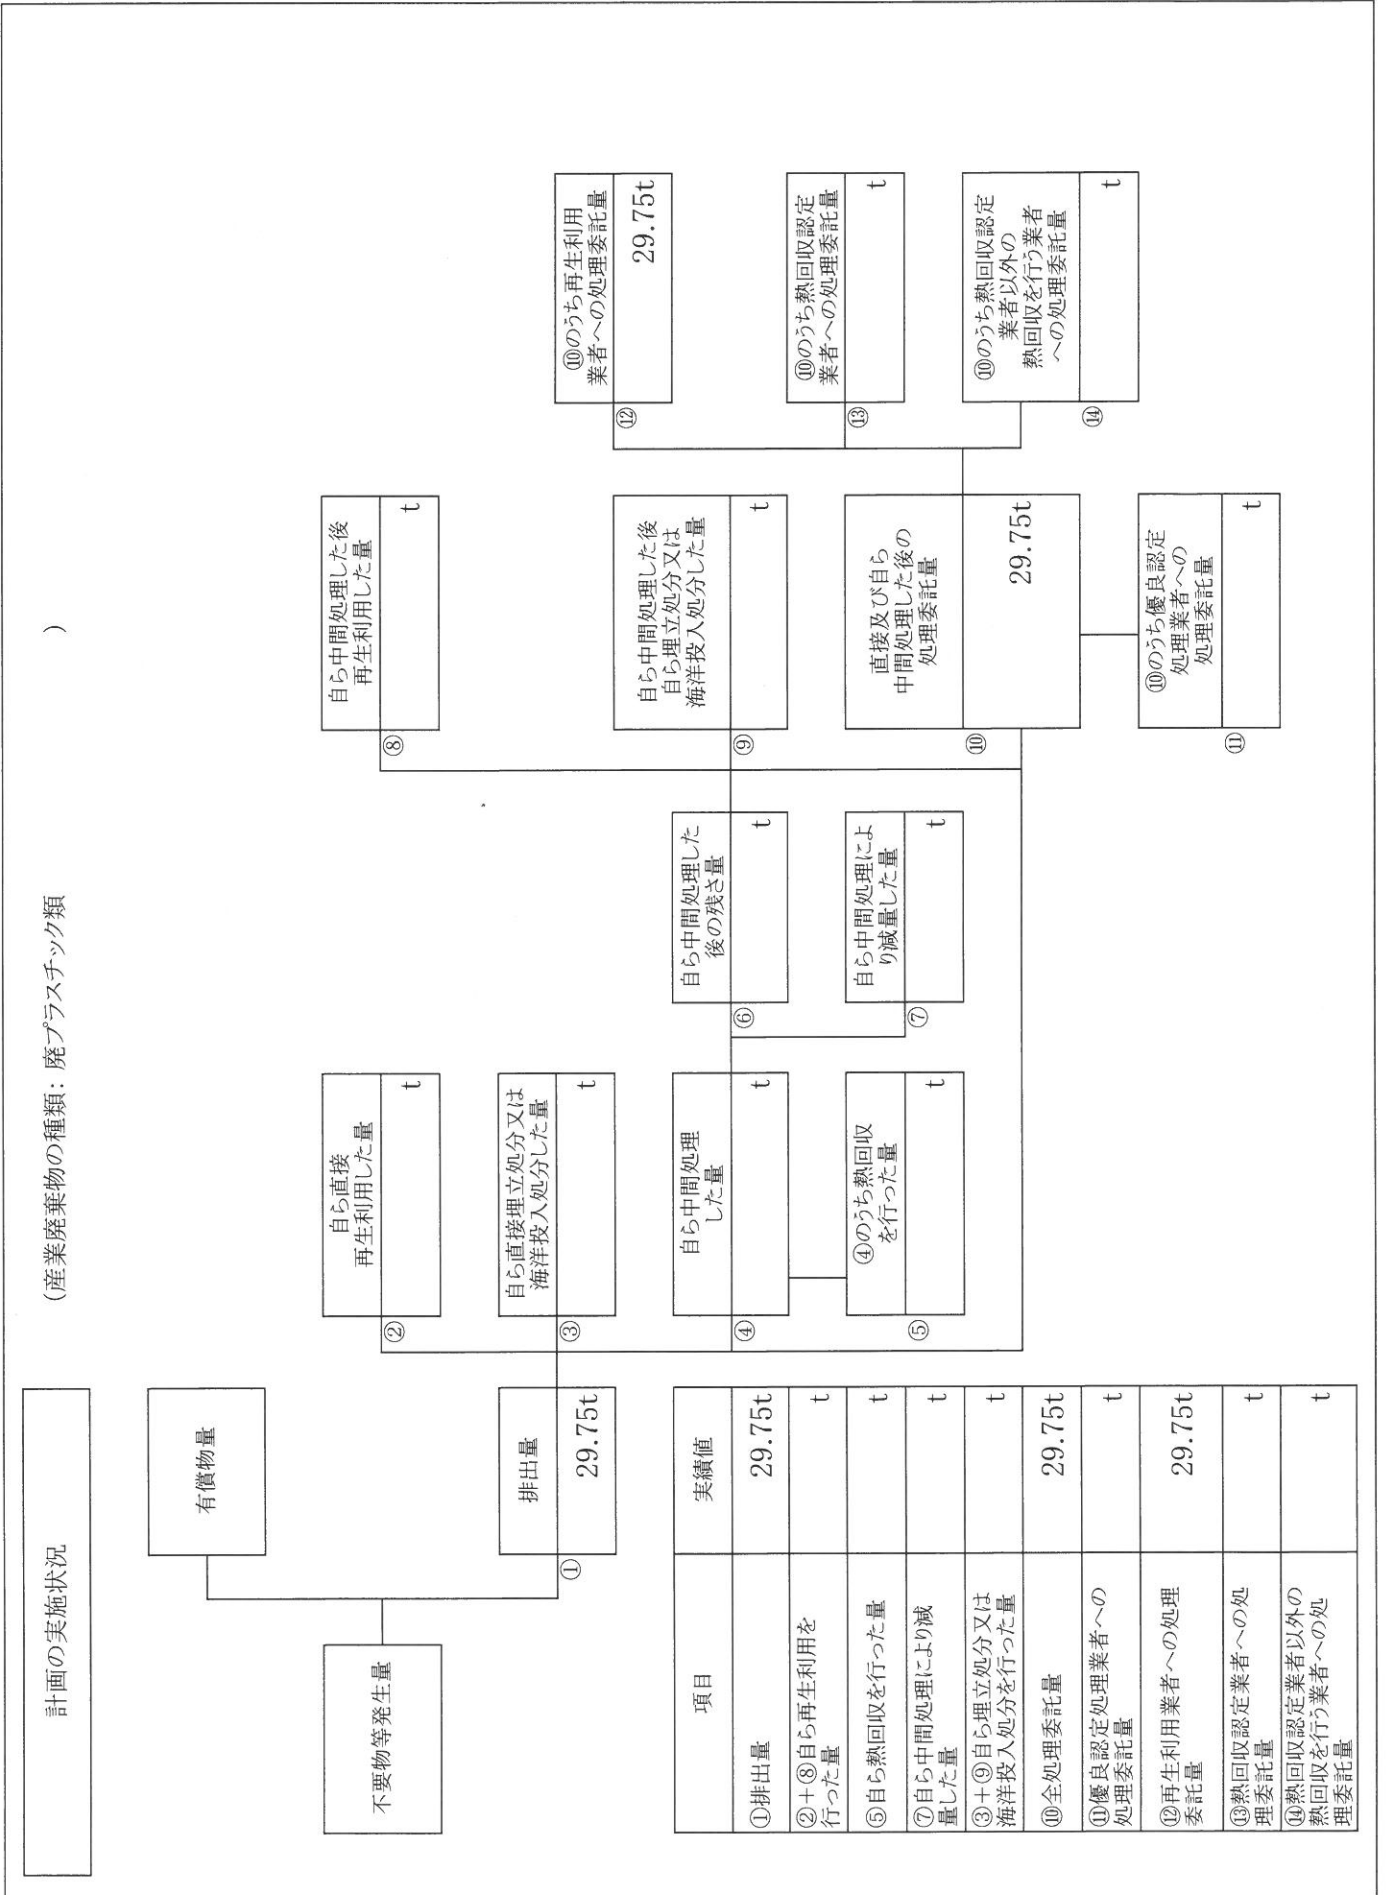 計画の実施状況
(産業廃棄物の種類：廃プラスチック類 )
不要物等発生量
有償物量
①
排出量
29.75t
②
自ら直接
再生利用した量
t
③
自ら直接埋立処分又は
海洋投入処分した量
t
④
自ら中間処理
した量
t
⑤
④のうち熱回収
を行った量
t
⑥
自ら中間処理した
後の残さ量
t
⑦
自ら中間処理によ
り減量した量
t
⑧
自ら中間処理した後
再生利用した量
t
⑨
自ら中間処理した後
自ら埋立処分又は
海洋投入処分した量
t
⑩
直接及び自ら
中間処理した後の
処理委託量
29.75t
⑪
⑩のうち優良認定
処理業者への
処理委託量
t
⑫
⑩のうち再生利用
業者への処理委託量
29.75t
⑬
⑩のうち熱回収認定
業者への処理委託量
t
⑭
⑩のうち熱回収認定
業者以外の
熱回収を行う業者
への処理委託量
t
項目 実績値
①排出量 29.75t
②＋⑧自ら再生利用を
行った量 t
⑤自ら熱回収を行った量 t
⑦自ら中間処理により減
量した量 t
③＋⑨自ら埋立処分又は
海洋投入処分を行った量 t
⑩全処理委託量 29.75t
⑪優良認定処理業者への
処理委託量 t
⑫再生利用業者への処理
委託量 29.75t
⑬熱回収認定業者への処
理委託量 t
⑭熱回収認定業者以外の
熱回収を行う業者への処
理委託量 t